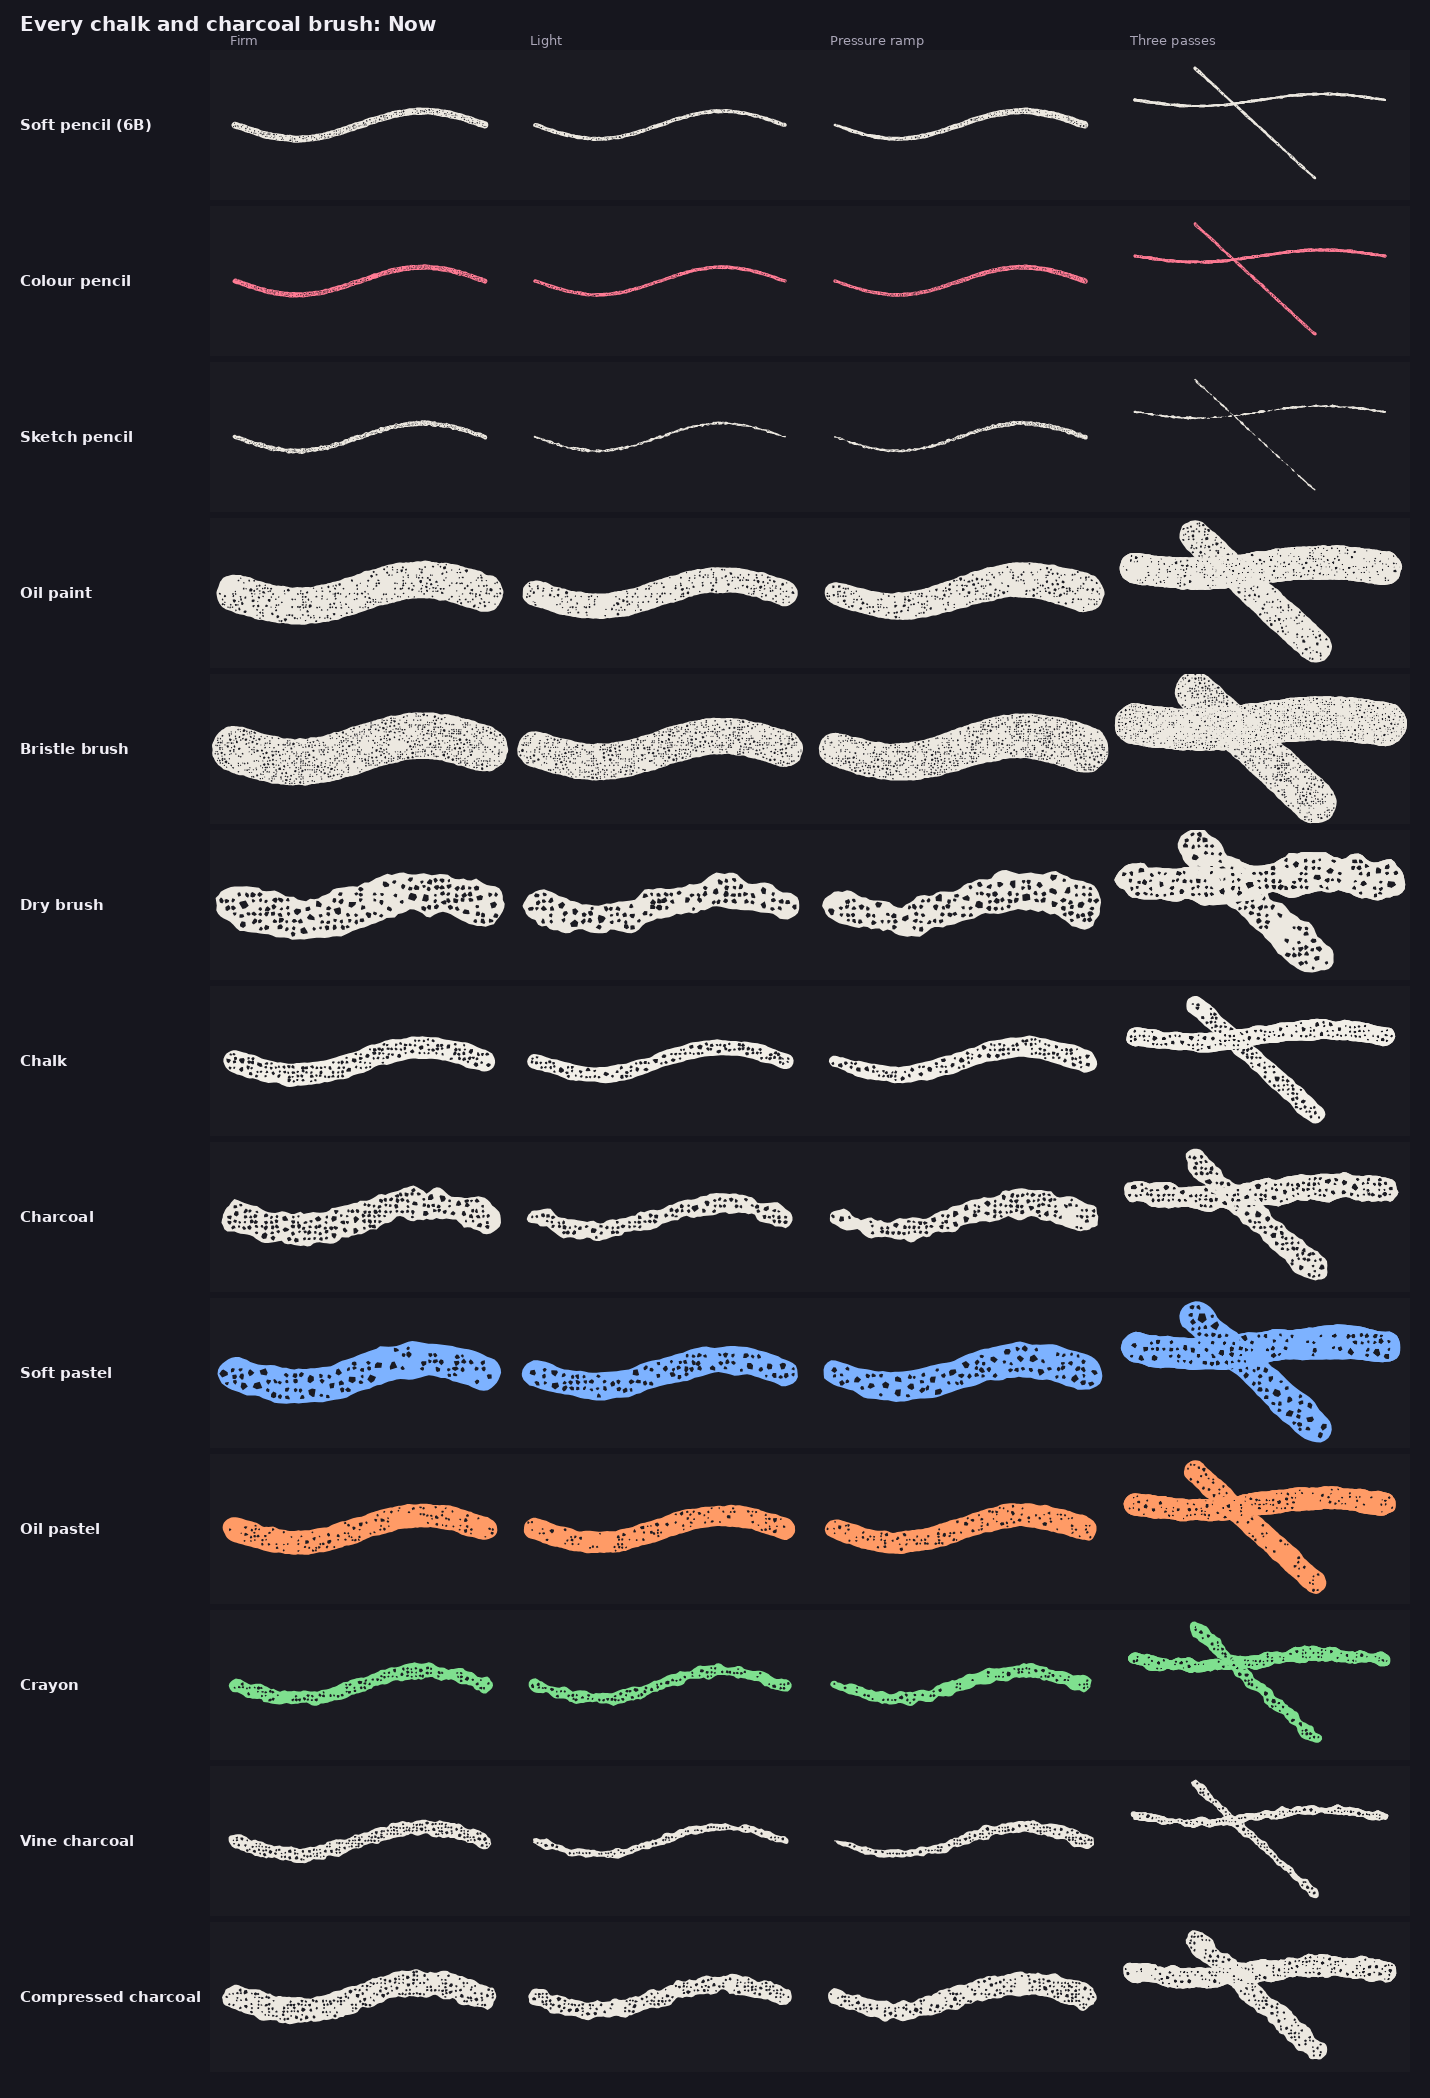 Every chalk and charcoal brush: Now
Firm Light Pressure ramp Three passes
Soft pencil (6B)
Colour pencil
Sketch pencil
Oil paint
Bristle brush
Dry brush
Chalk
Charcoal
Soft pastel
Oil pastel
Crayon
Vine charcoal
Compressed charcoal